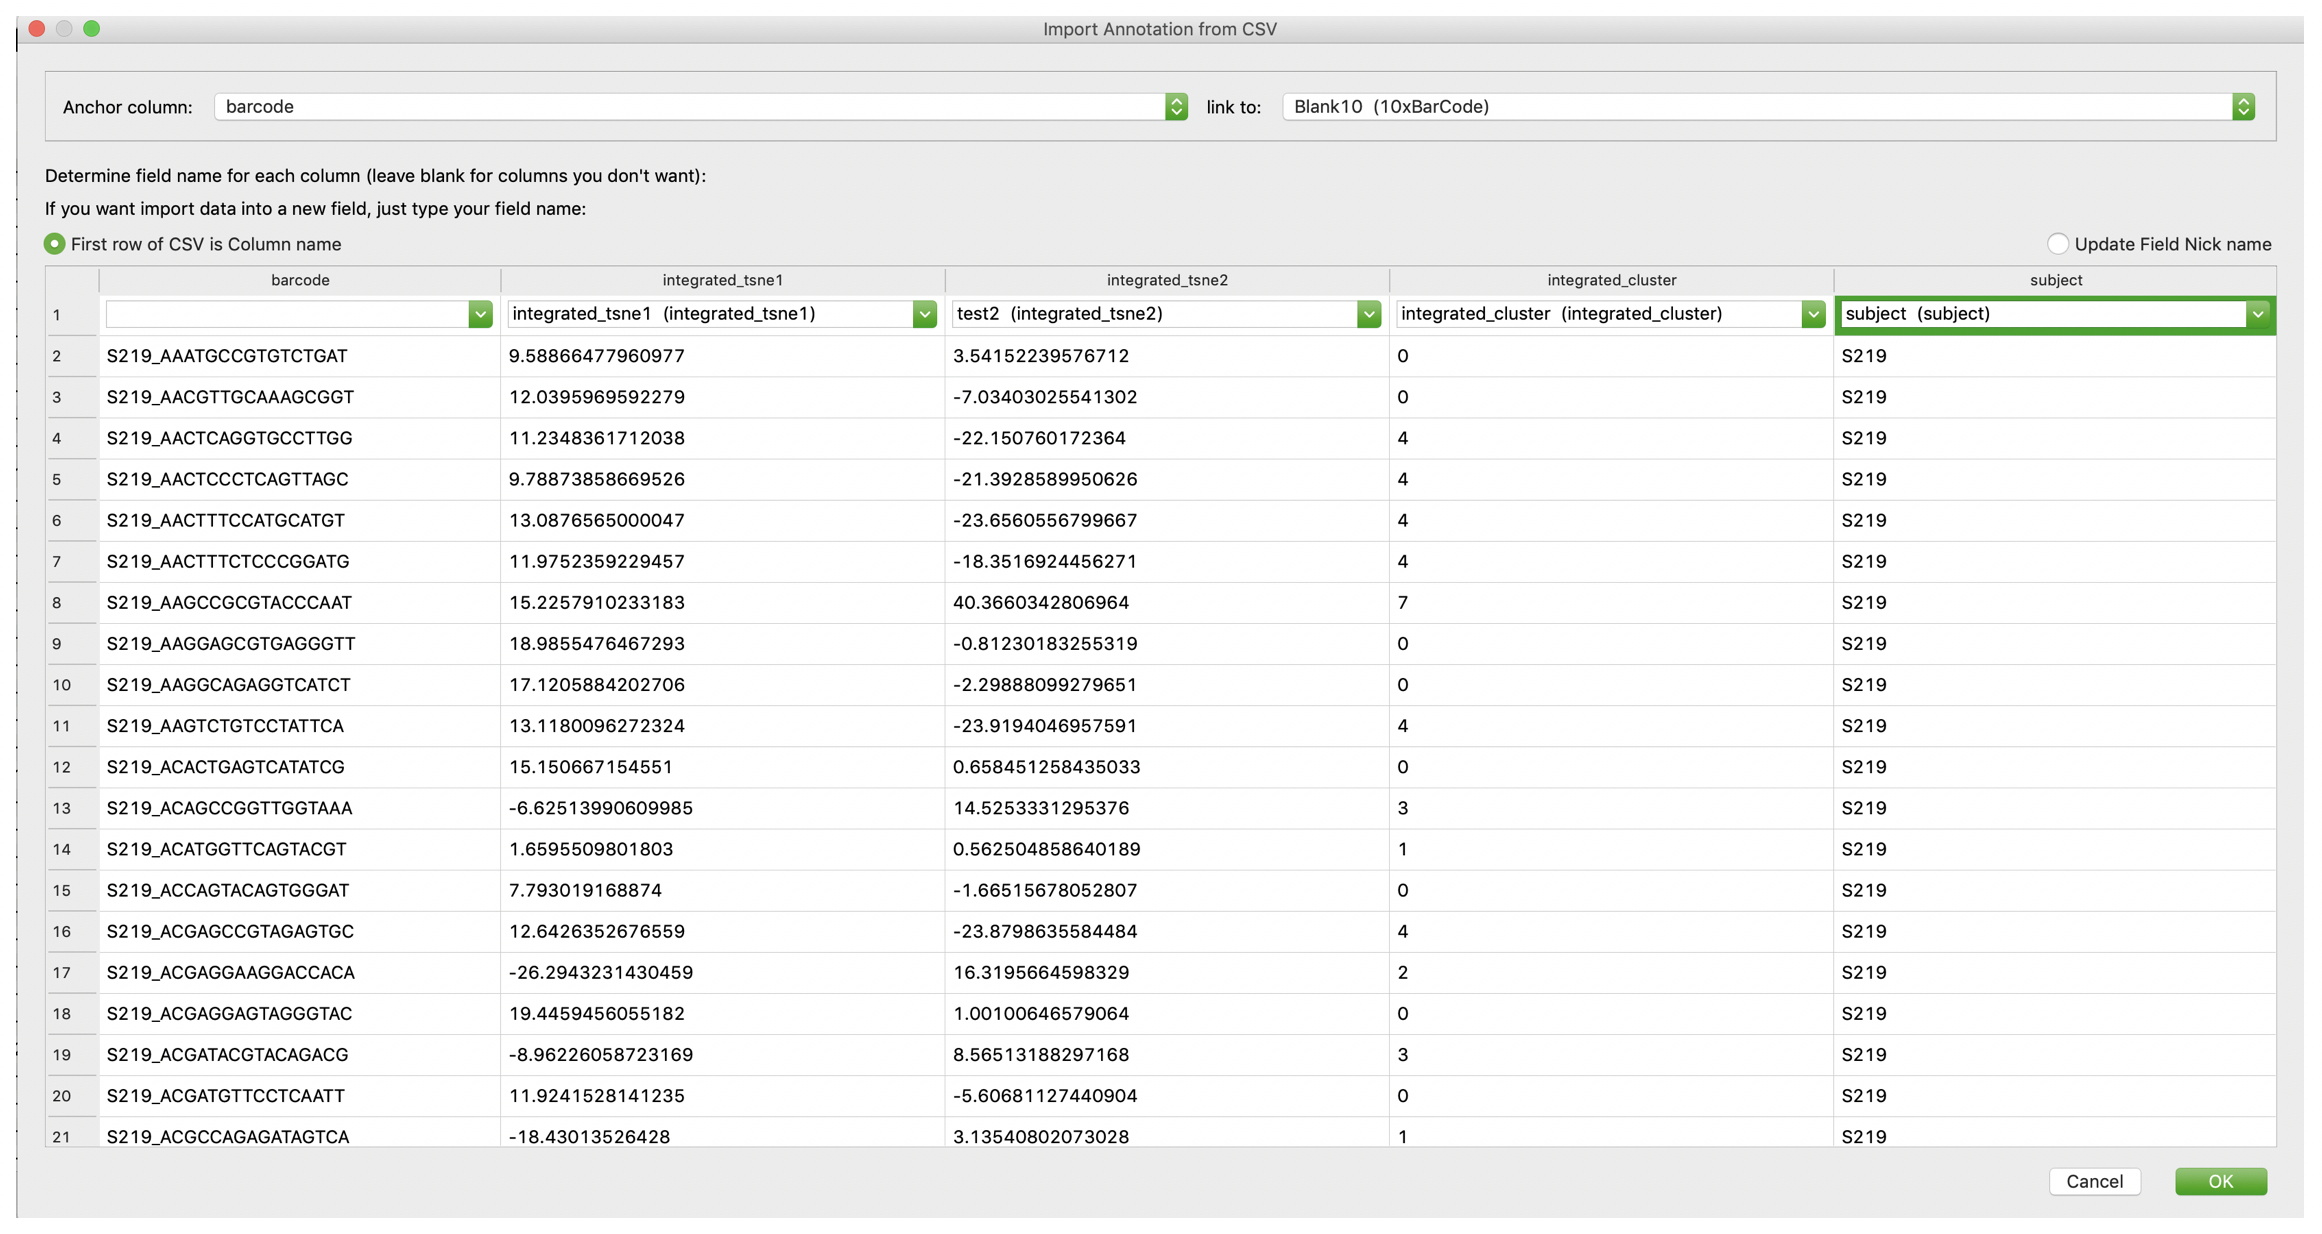 Import Annotation from CSV
Anchor column: barcode link to: Blank10 (10xBarCode)
Determine field name for each column (leave blank for columns you don't want):
If you want import data into a new field, just type your field name:
First row of CSV is Column name Update Field Nick name
barcode integrated_tsne1 integrated_tsne2 integrated_cluster subject
1 integrated_tsne1 (integrated_tsne1) test2 (integrated_tsne2) integrated_cluster (integrated_cluster) subject (subject)
2 S219_AAATGCCGTGTCTGAT 9.58866477960977 3.54152239576712 0 S219
3 S219_AACGTTGCAAAGCGGT 12.0395969592279 -7.03403025541302 0 S219
4 S219_AACTCAGGTGCCTTGG 11.2348361712038 -22.150760172364 4 S219
5 S219_AACTCCCTCAGTTAGC 9.78873858669526 -21.3928589950626 4 S219
6 S219_AACTTTCCATGCATGT 13.0876565000047 -23.6560556799667 4 S219
7 S219_AACTTTCTCCCGGATG 11.9752359229457 -18.3516924456271 4 S219
8 S219_AAGCCGCGTACCCAAT 15.2257910233183 40.3660342806964 7 S219
9 S219_AAGGAGCGTGAGGGTT 18.9855476467293 -0.81230183255319 0 S219
10 S219_AAGGCAGAGGTCATCT 17.1205884202706 -2.29888099279651 0 S219
11 S219_AAGTCTGTCCTATTCA 13.1180096272324 -23.9194046957591 4 S219
12 S219_ACACTGAGTCATATCG 15.150667154551 0.658451258435033 0 S219
13 S219_ACAGCCGGTTGGTAAA -6.62513990609985 14.5253331295376 3 S219
14 S219_ACATGGTTCAGTACGT 1.6595509801803 0.562504858640189 1 S219
15 S219_ACCAGTACAGTGGGAT 7.793019168874 -1.66515678052807 0 S219
16 S219_ACGAGCCGTAGAGTGC 12.6426352676559 -23.8798635584484 4 S219
17 S219_ACGAGGAAGGACCACA -26.2943231430459 16.3195664598329 2 S219
18 S219_ACGAGGAGTAGGGTAC 19.4459456055182 1.00100646579064 0 S219
19 S219_ACGATACGTACAGACG -8.96226058723169 8.56513188297168 3 S219
20 S219_ACGATGTTCCTCAATT 11.9241528141235 -5.60681127440904 0 S219
21 S219_ACGCCAGAGATAGTCA -18.43013526428 3.13540802073028 1 S219
Cancel OK